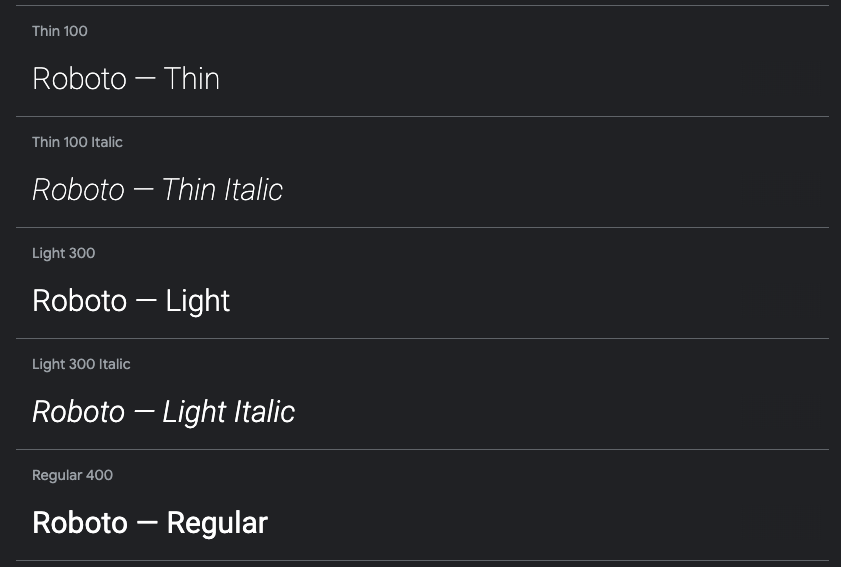 Thin 100
Roboto — Thin
Thin 100 Italic
Roboto — Thin Italic
Light 300
Roboto — Light
Light 300 Italic
Roboto — Light Italic
Regular 400
Roboto — Regular